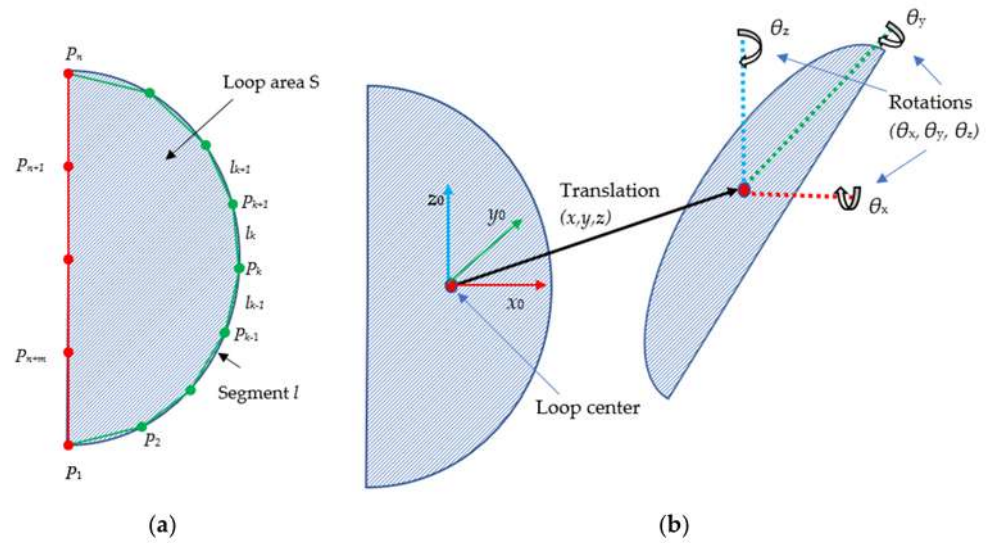 Pn
Loop area S
Pn+1
lk+1
Pk+1
lk
Pk
lk-1
Pn+m
Pk-1
Segment l
P2
P1
(a)
θz
θy
Rotations
(θx, θy, θz)
Translation
(x,y,z)
θx
z0
y0
x0
Loop center
(b)